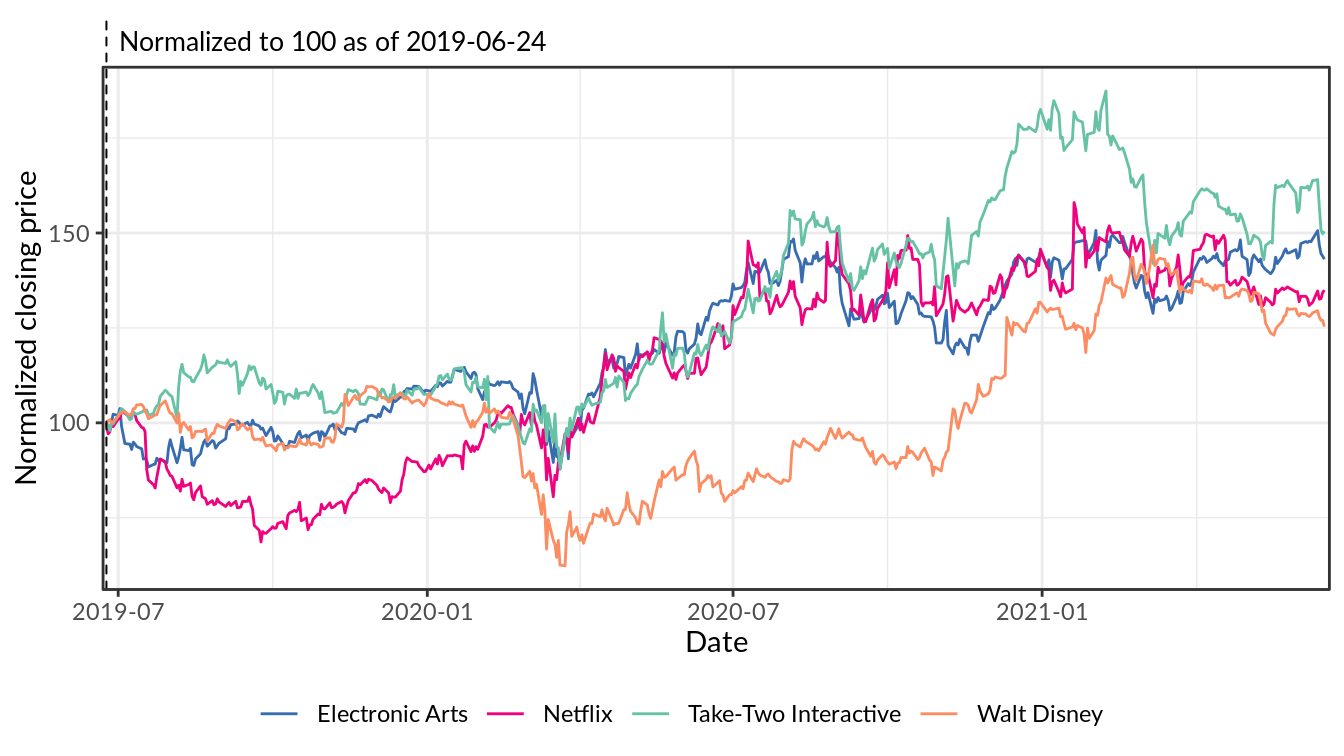 Normalized to 100 as of 2019-06-24
Normalized closing price
150
100
2019-07 2020-01 2020-07 2021-01
Date
Electronic Arts Netflix Take-Two Interactive Walt Disney